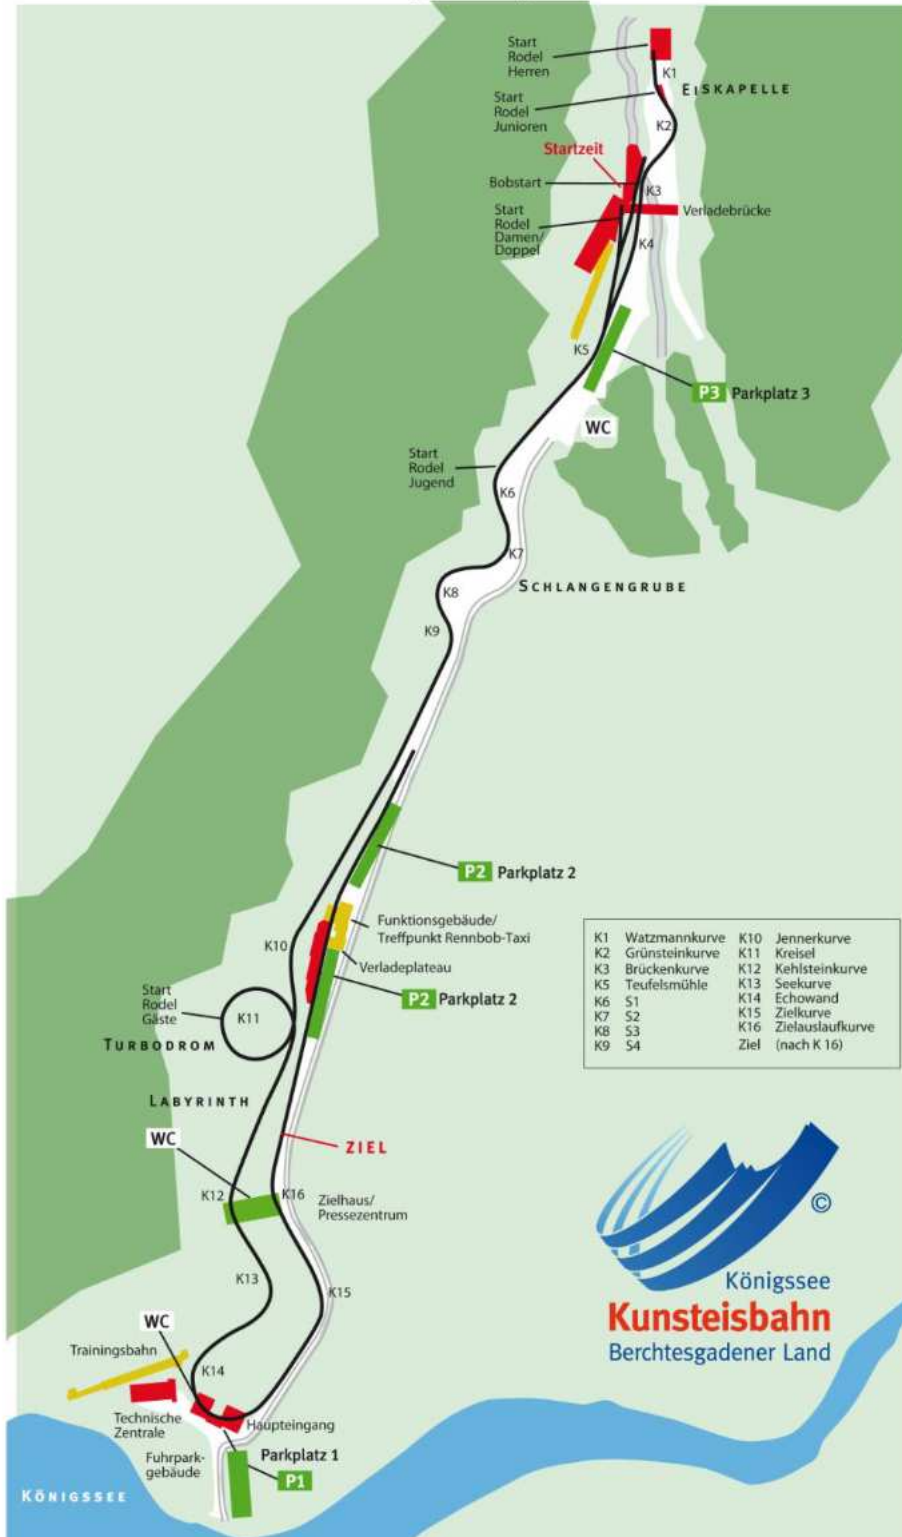 Start
Rodel
Herren
K1
EISKAPELLE
Start
Rodel
Junioren
K2
Startzeit
Bobstart
K3
Start
Rodel
Damen/
Doppel
Verladebrücke
K4
K5
P3 Parkplatz 3
WC
Start
Rodel
Jugend
K6
K7
SCHLANGENGRUBE
K8
K9
P2 Parkplatz 2
Funktionsgebäude/
Treffpunkt Rennbob-Taxi
K10
Verladeplateau
Start
Rodel
Gäste
K11
P2 Parkplatz 2
TURBODROM
LABYRINTH
WC
ZIEL
K12
K16
Zielhaus/
Pressezentrum
K13
K15
WC
Trainingsbahn
K14
Technische
Zentrale
Haupteingang
Fuhrpark-
gebäude
Parkplatz 1
P1
KÖNIGSSEE
K1 Watzmannkurve K10 Jennerkurve
K2 Grünsteinkurve K11 Kreisel
K3 Brückenkurve K12 Kehlsteinkurve
K5 Teufelsmühle K13 Seekurve
K6 S1 K14 Echowand
K7 S2 K15 Zielkurve
K8 S3 K16 Zielauslaufkurve
K9 S4 Ziel (nach K 16)
©
Königssee
Kunsteisbahn
Berchtesgadener Land